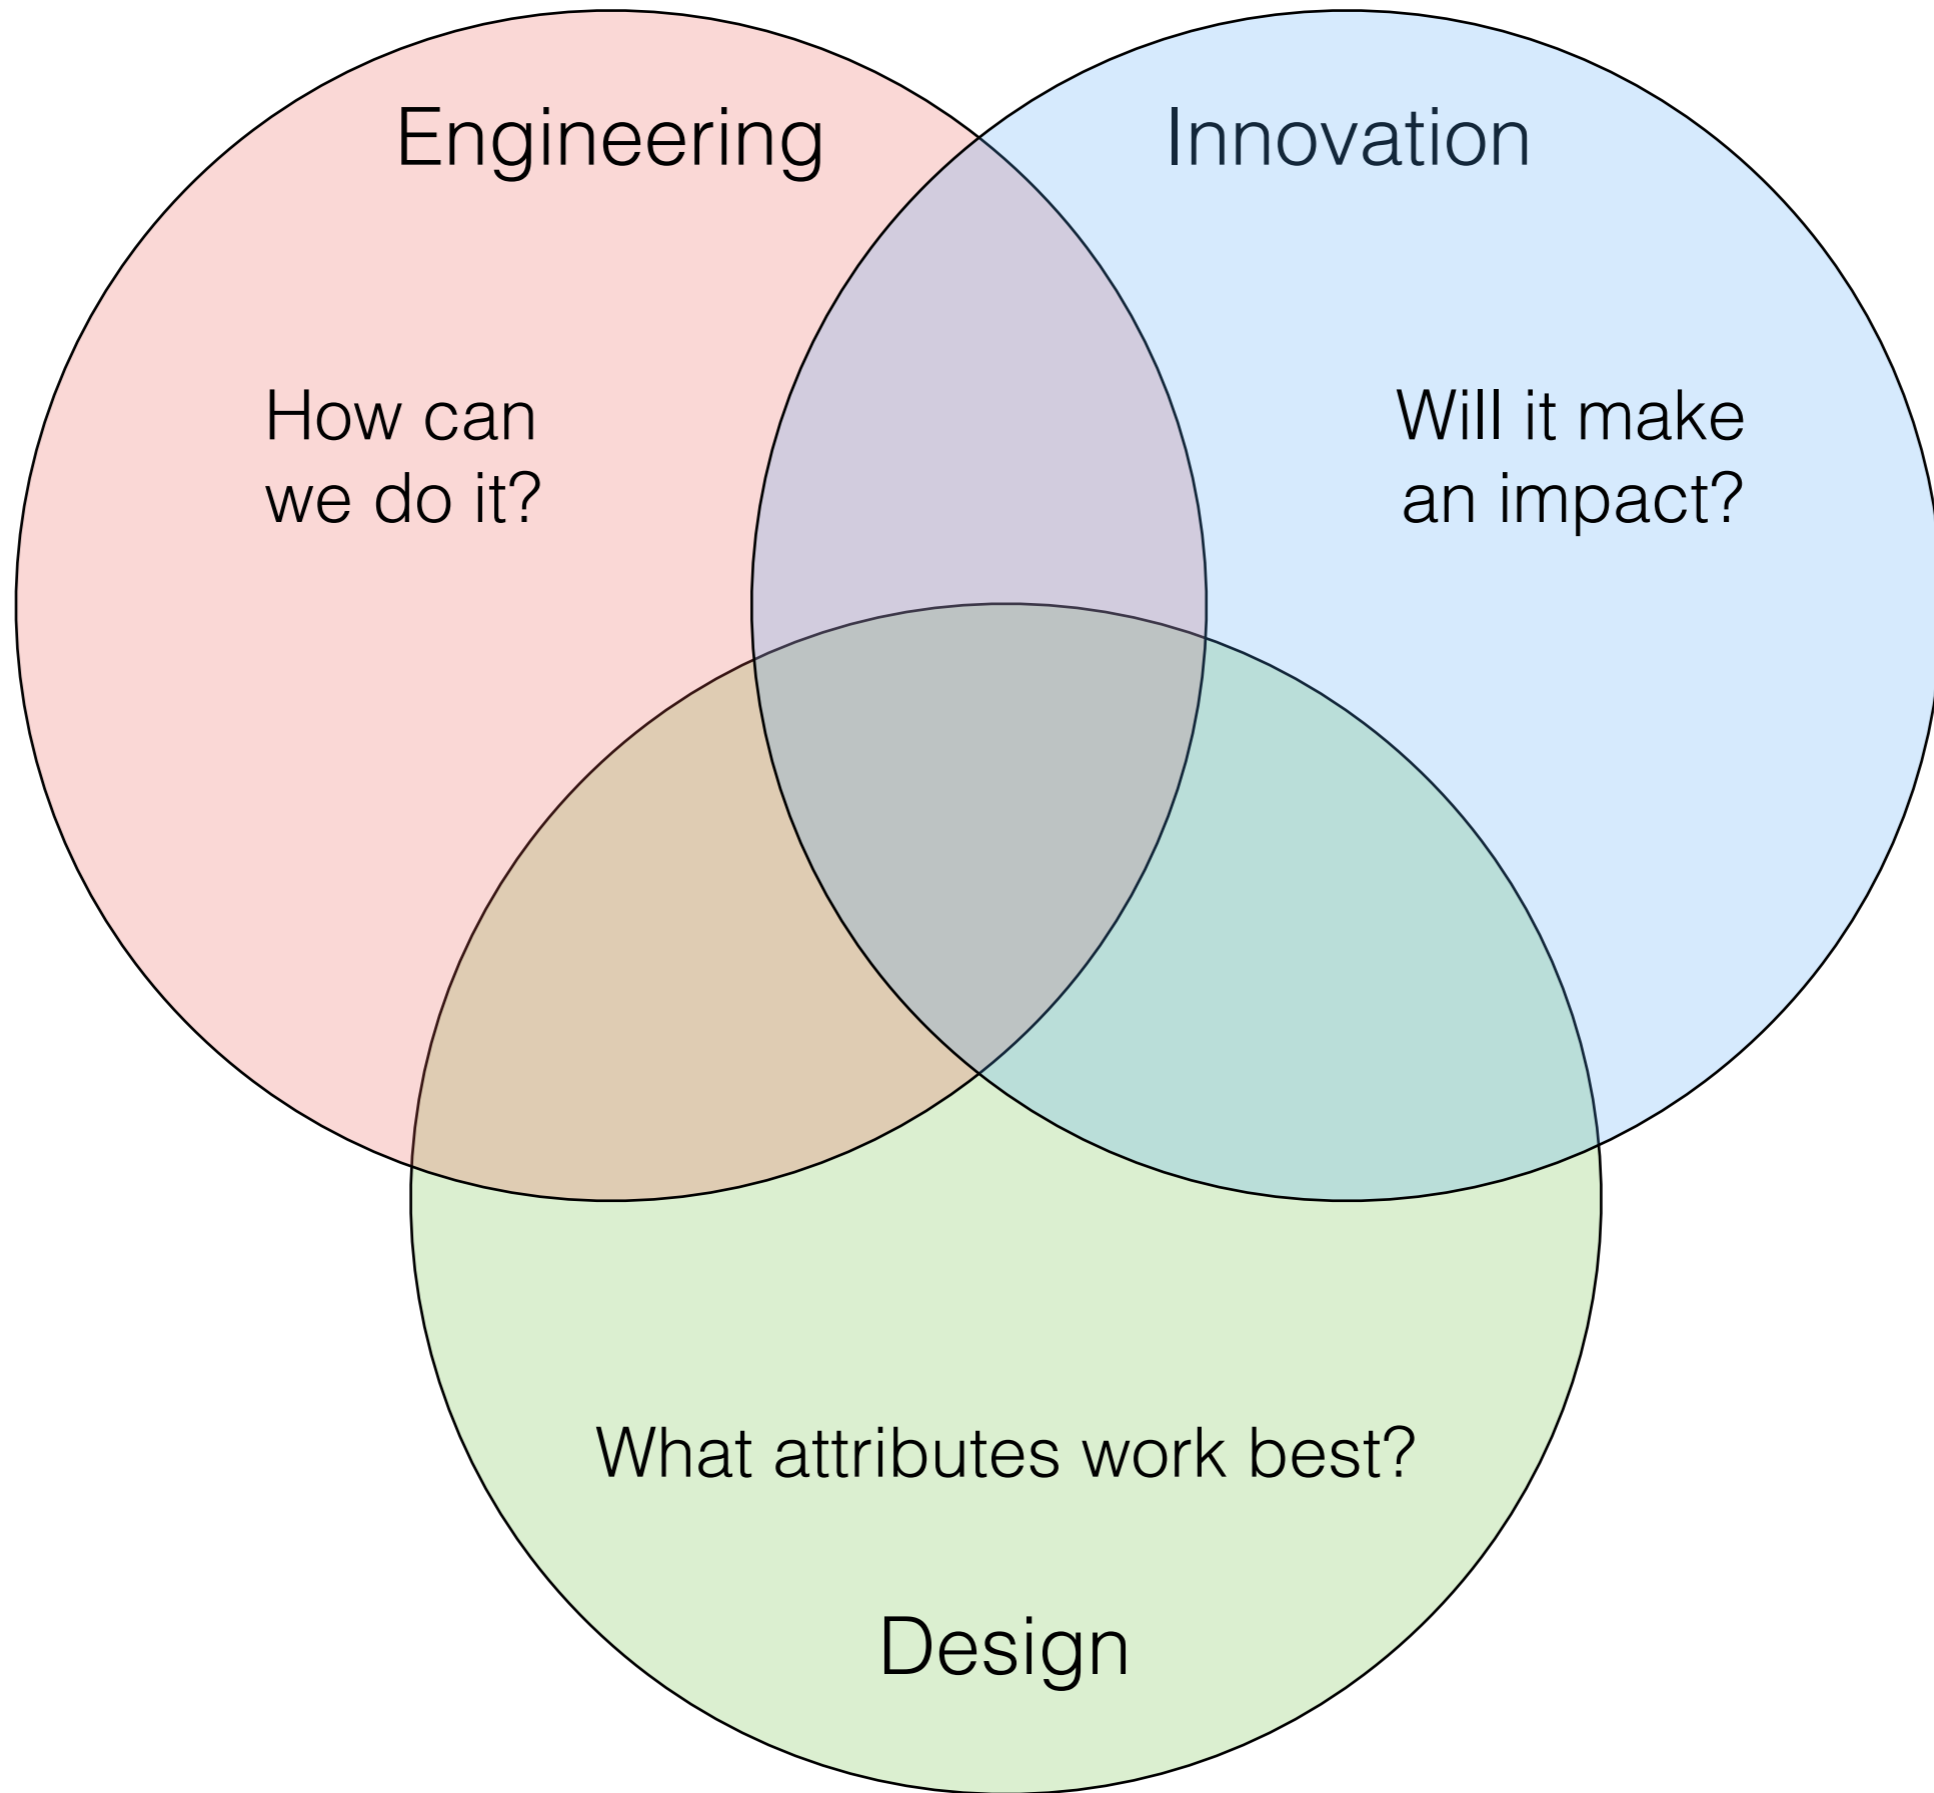 Engineering
Innovation
How can
we do it?
Will it make
an impact?
What attributes work best?
Design